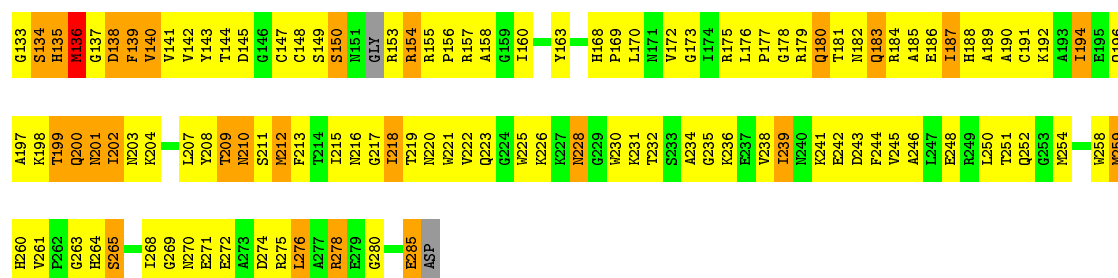 G133 S134 H135 M136 G137 D138 F139 V140 V141 V142 Y143 T144 D145 G146 C147 C148 S149 S150 N151 GLY R153 R154 R155 P156 R157 A158 G159 I160 Y163 H168 P169 L170 N171 V172 G173 I174 R175 L176 P177 G178 R179 Q180 T181 N182 Q183 R184 A185 E186 I187 H188 A189 A190 C191 K192 A193 I194 E195 Q196
A197 K198 T199 Q200 N201 I202 N203 K204 L207 Y208 T209 N210 S211 M212 F213 T214 I215 N216 G217 I218 T219 N220 W221 V222 Q223 G224 W225 K226 K227 N228 G229 W230 K231 T232 S233 A234 G235 K236 E237 V238 I239 N240 K241 E242 D243 F244 V245 A246 L247 E248 R249 L250 T251 Q252 G253 M254 W258 M259
H260 V261 P262 G263 H264 S265 I268 G269 N270 E271 E272 A273 D274 R275 L276 A277 R278 E279 G280 E285 ASP